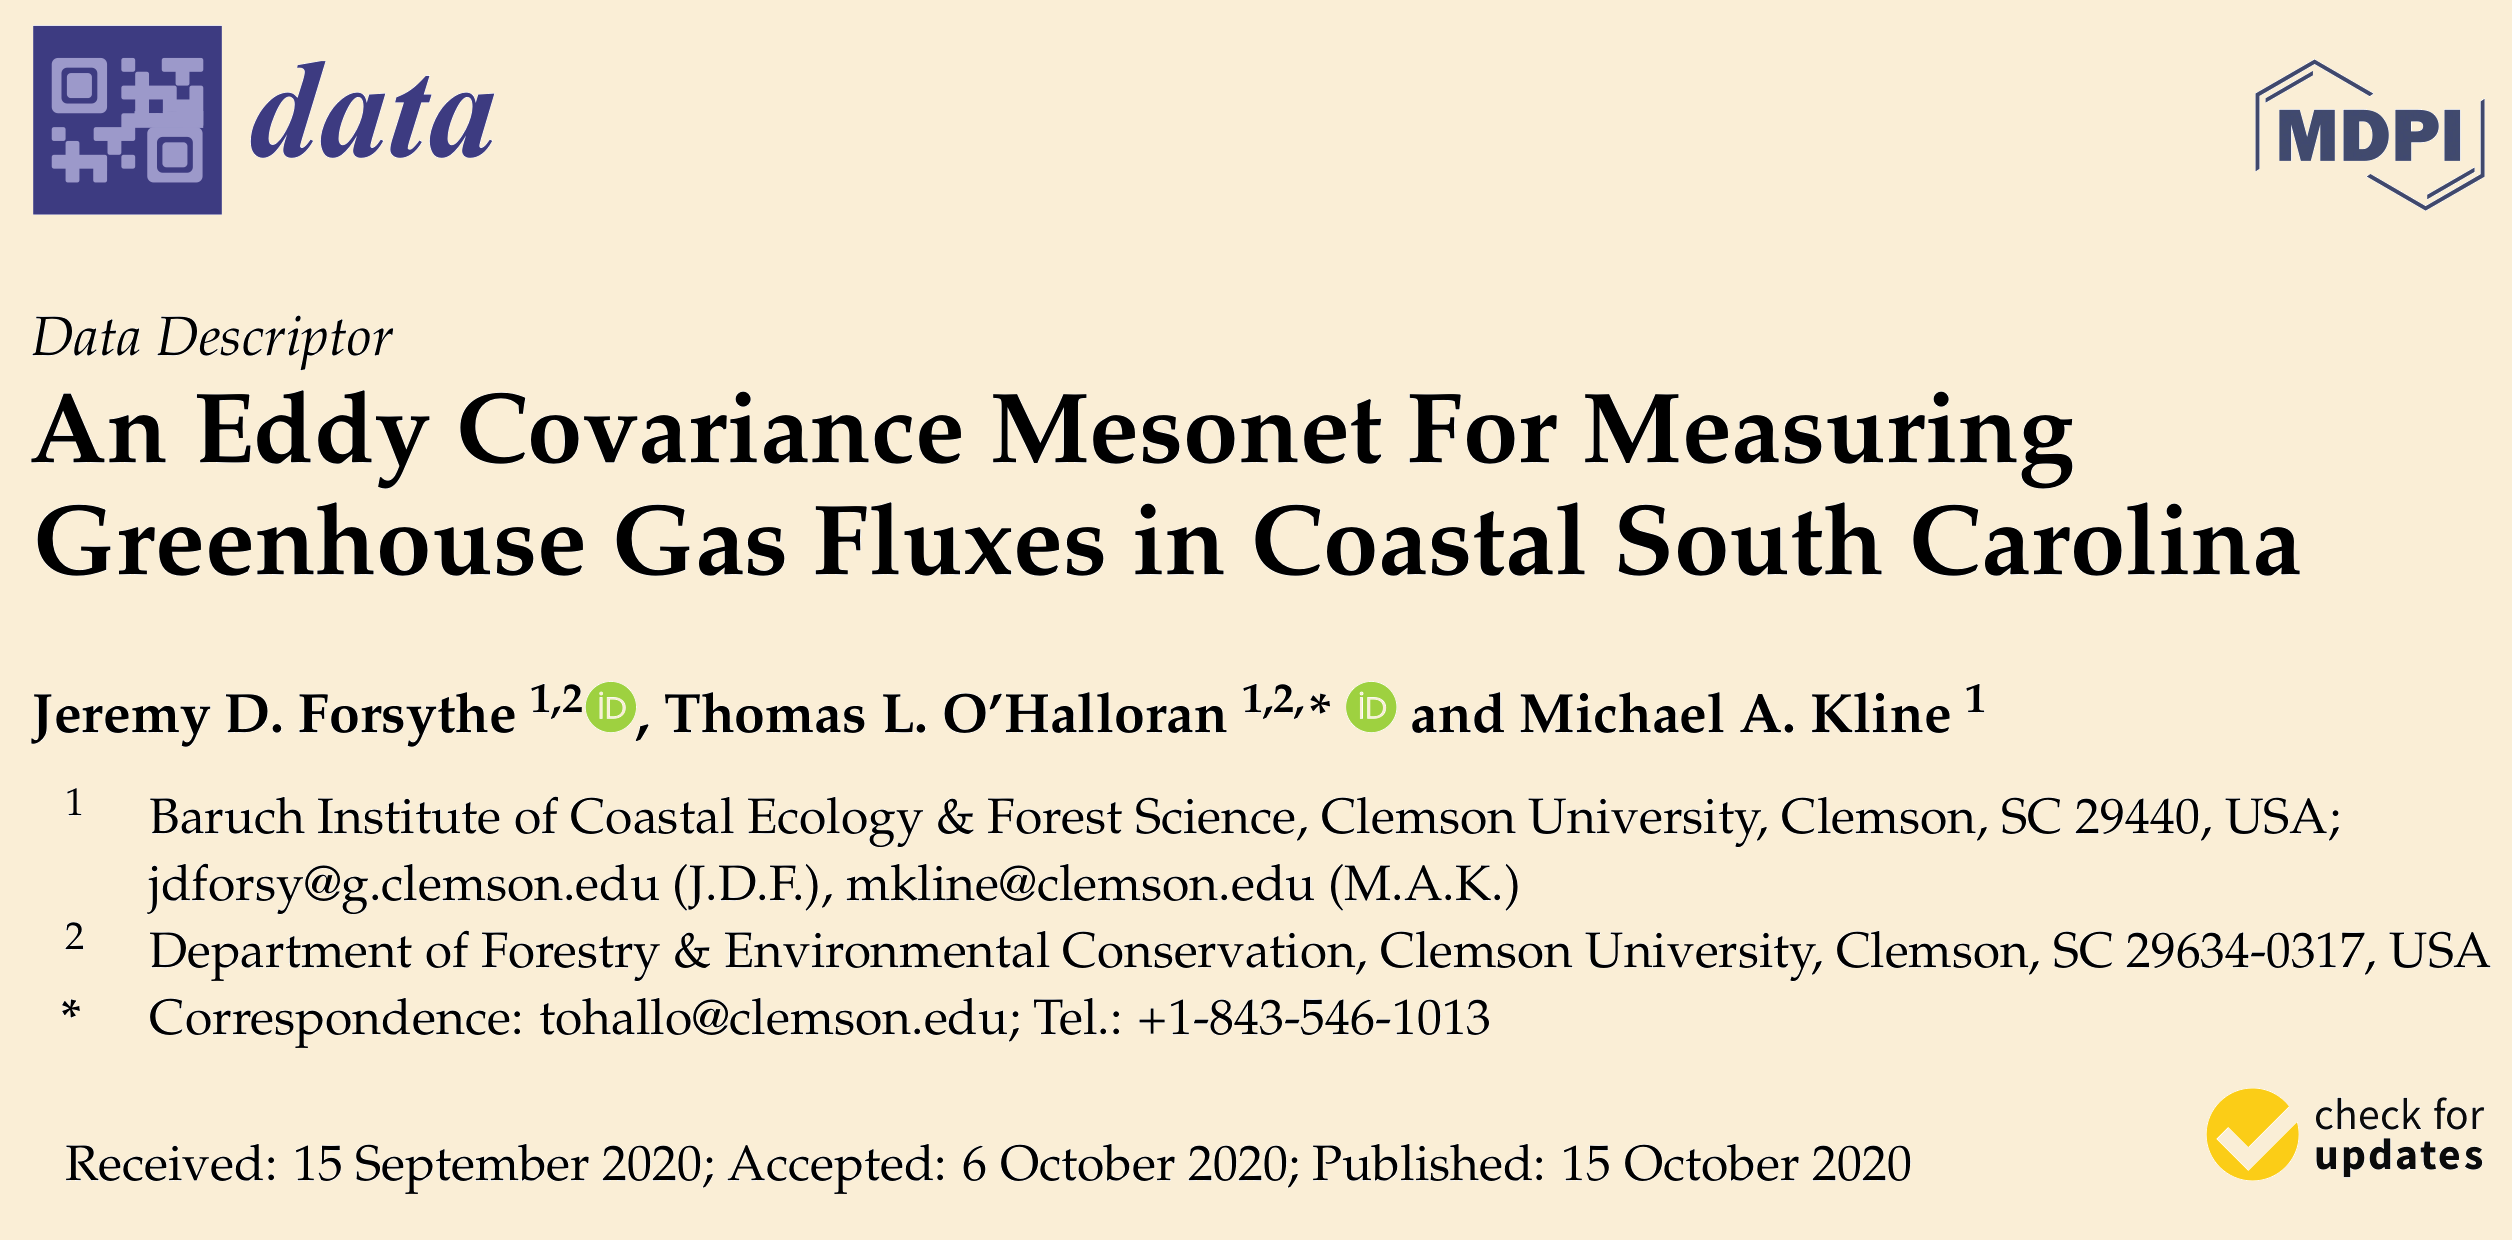 data
MDPI
Data Descriptor
An Eddy Covariance Mesonet For Measuring
Greenhouse Gas Fluxes in Coastal South Carolina
Jeremy D. Forsythe 1,2 iD, Thomas L. O’Halloran 1,2,* iD and Michael A. Kline 1
1 Baruch Institute of Coastal Ecology & Forest Science, Clemson University, Clemson, SC 29440, USA;
jdforsy@g.clemson.edu (J.D.F.), mkline@clemson.edu (M.A.K.)
2 Department of Forestry & Environmental Conservation, Clemson University, Clemson, SC 29634-0317, USA
* Correspondence: tohallo@clemson.edu; Tel.: +1-843-546-1013
Received: 15 September 2020; Accepted: 6 October 2020; Published: 15 October 2020
check for
updates